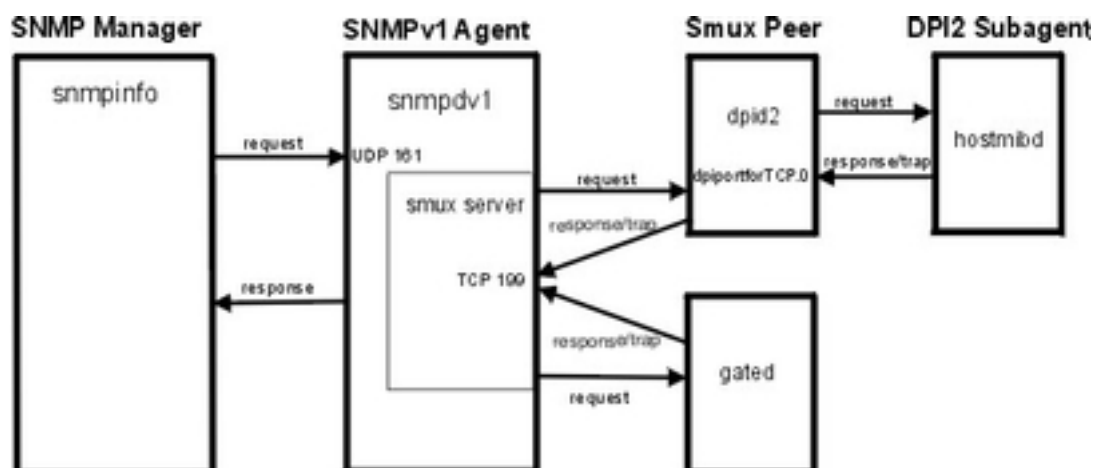 SNMP Manager
SNMPv1 Agent
Smux Peer
DPI2 Subagent
snmpinfo
snmpdv1
dpid2
hostmibd
request
request
UDP 161
response/trap
dpiportforTCP.0
request
smux server
response/trap
TCP 199
response
response/trap
gated
request